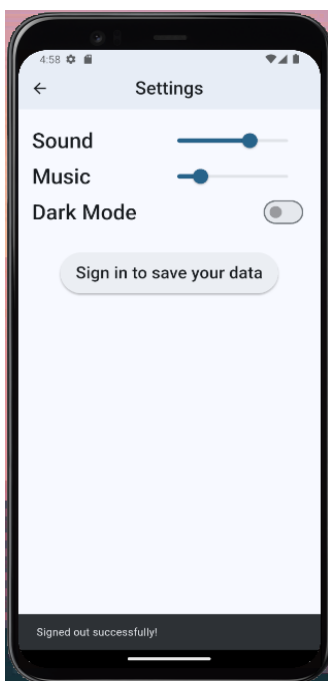 4:58
Settings
Sound
Music
Dark Mode
Sign in to save your data
Signed out successfully!